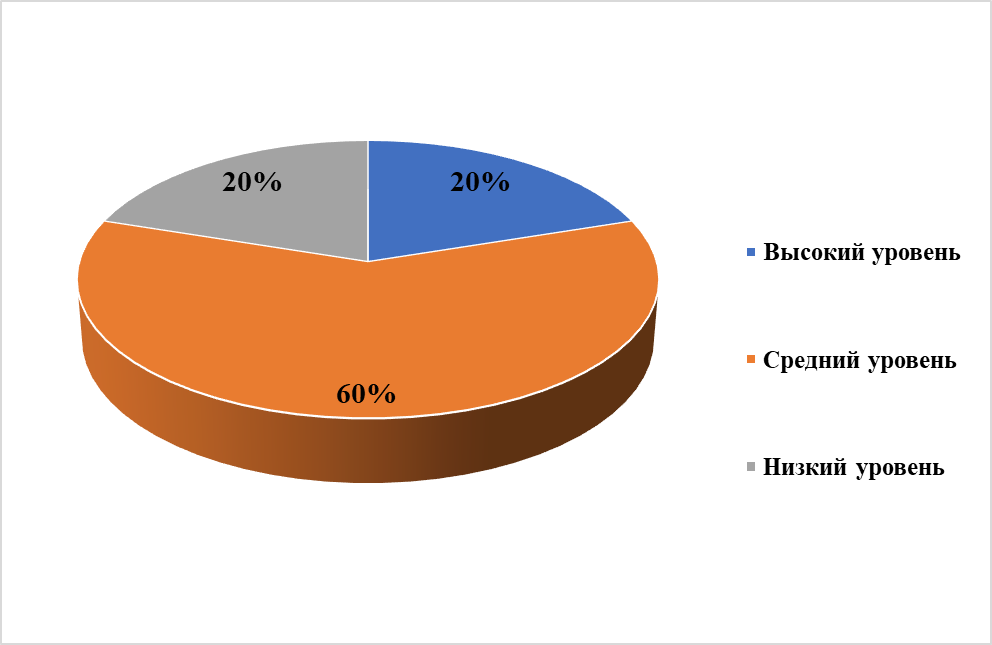 20%
20%
60%
Высокий уровень
Средний уровень
Низкий уровень